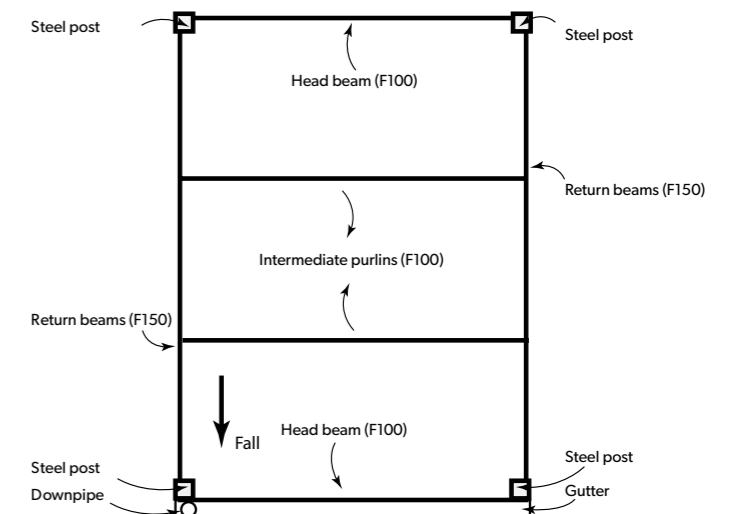 Steel post
Steel post
Head beam (F100)
Return beams (F150)
Intermediate purlins (F100)
Return beams (F150)
Head beam (F100)
Fall
Steel post
Steel post
Downpipe
Gutter